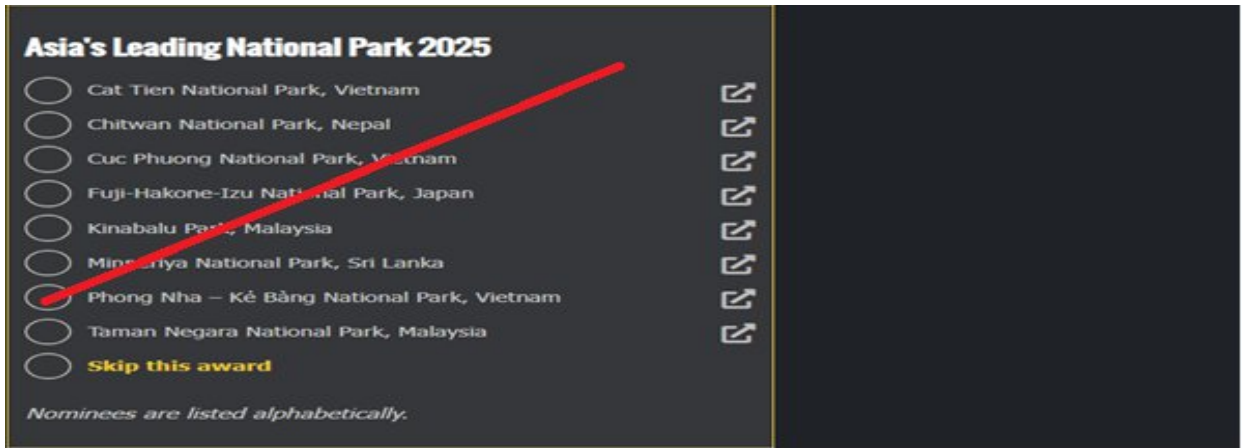 Asia's Leading National Park 2025
Cat Tien National Park, Vietnam
Chitwan National Park, Nepal
Cuc Phuong National Park, Vietnam
Fuji-Hakone-Izu National Park, Japan
Kinabalu Park, Malaysia
Minneriya National Park, Sri Lanka
Phong Nha – Kẻ Bàng National Park, Vietnam
Taman Negara National Park, Malaysia
Skip this award
Nominees are listed alphabetically.